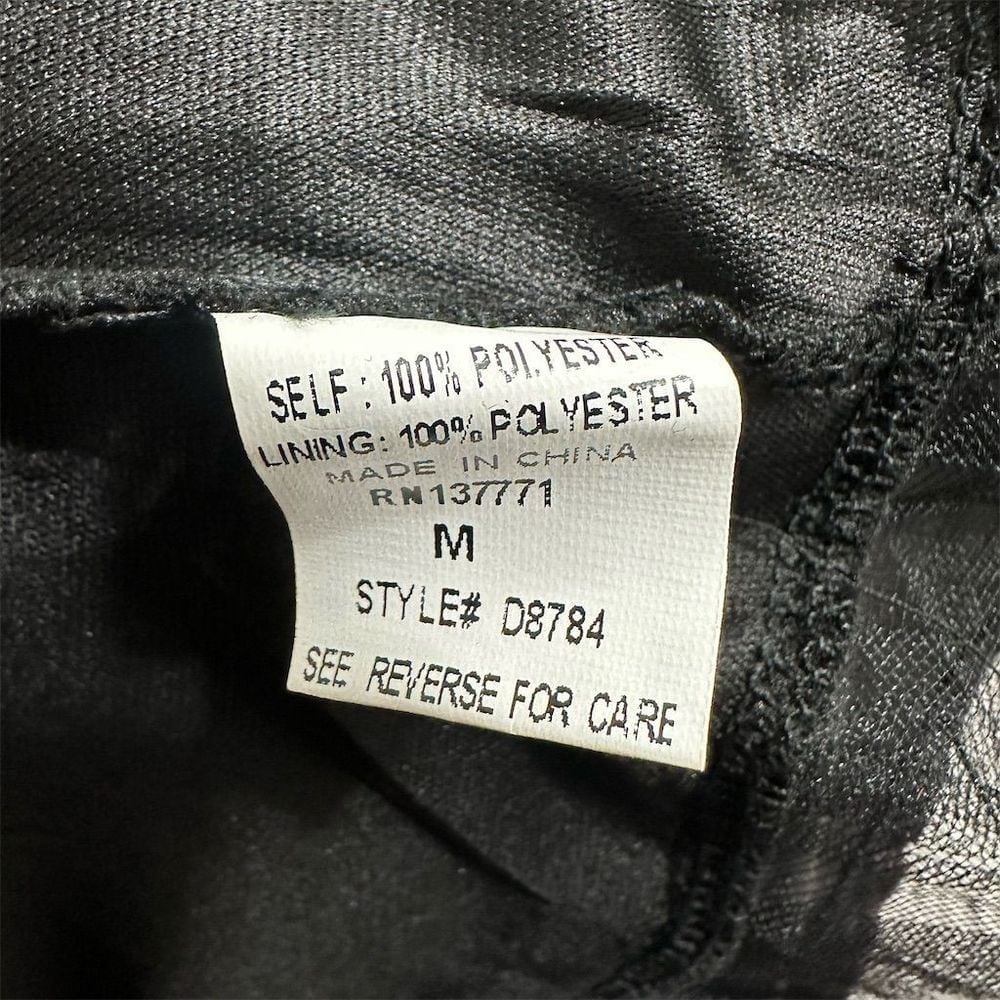 SELF : 100% POLYESTER
LINING: 100% POLYESTER
MADE IN CHINA
RN137771
M
STYLE# D8784
SEE REVERSE FOR CARE